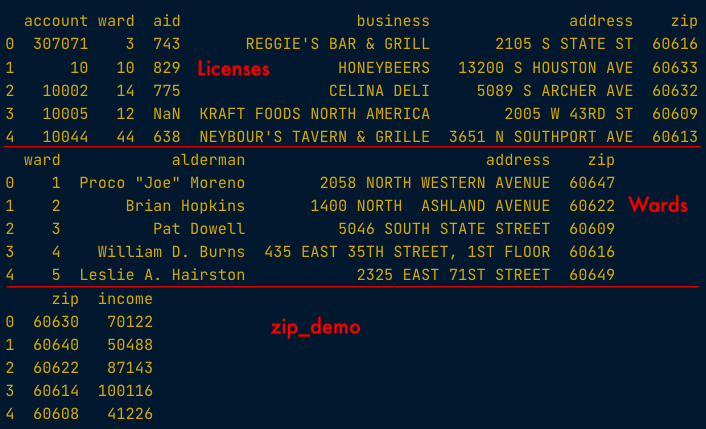 account ward aid business address zip
0 307071 3 743 REGGIE'S BAR & GRILL 2105 S STATE ST 60616
1 10 10 829 Licenses HONEYBEERS 13200 S HOUSTON AVE 60633
2 10002 14 775 CELINA DELI 5089 S ARCHER AVE 60632
3 10005 12 NaN KRAFT FOODS NORTH AMERICA 2005 W 43RD ST 60609
4 10044 44 638 NEYBOUR'S TAVERN & GRILLE 3651 N SOUTHPORT AVE 60613
ward alderman address zip
0 1 Proco "Joe" Moreno 2058 NORTH WESTERN AVENUE 60647
1 2 Brian Hopkins 1400 NORTH  ASHLAND AVENUE 60622 Wards
2 3 Pat Dowell 5046 SOUTH STATE STREET 60609
3 4 William D. Burns 435 EAST 35TH STREET, 1ST FLOOR 60616
4 5 Leslie A. Hairston 2325 EAST 71ST STREET 60649
zip income
0 60630 70122
zip_demo
1 60640 50488
2 60622 87143
3 60614 100116
4 60608 41226